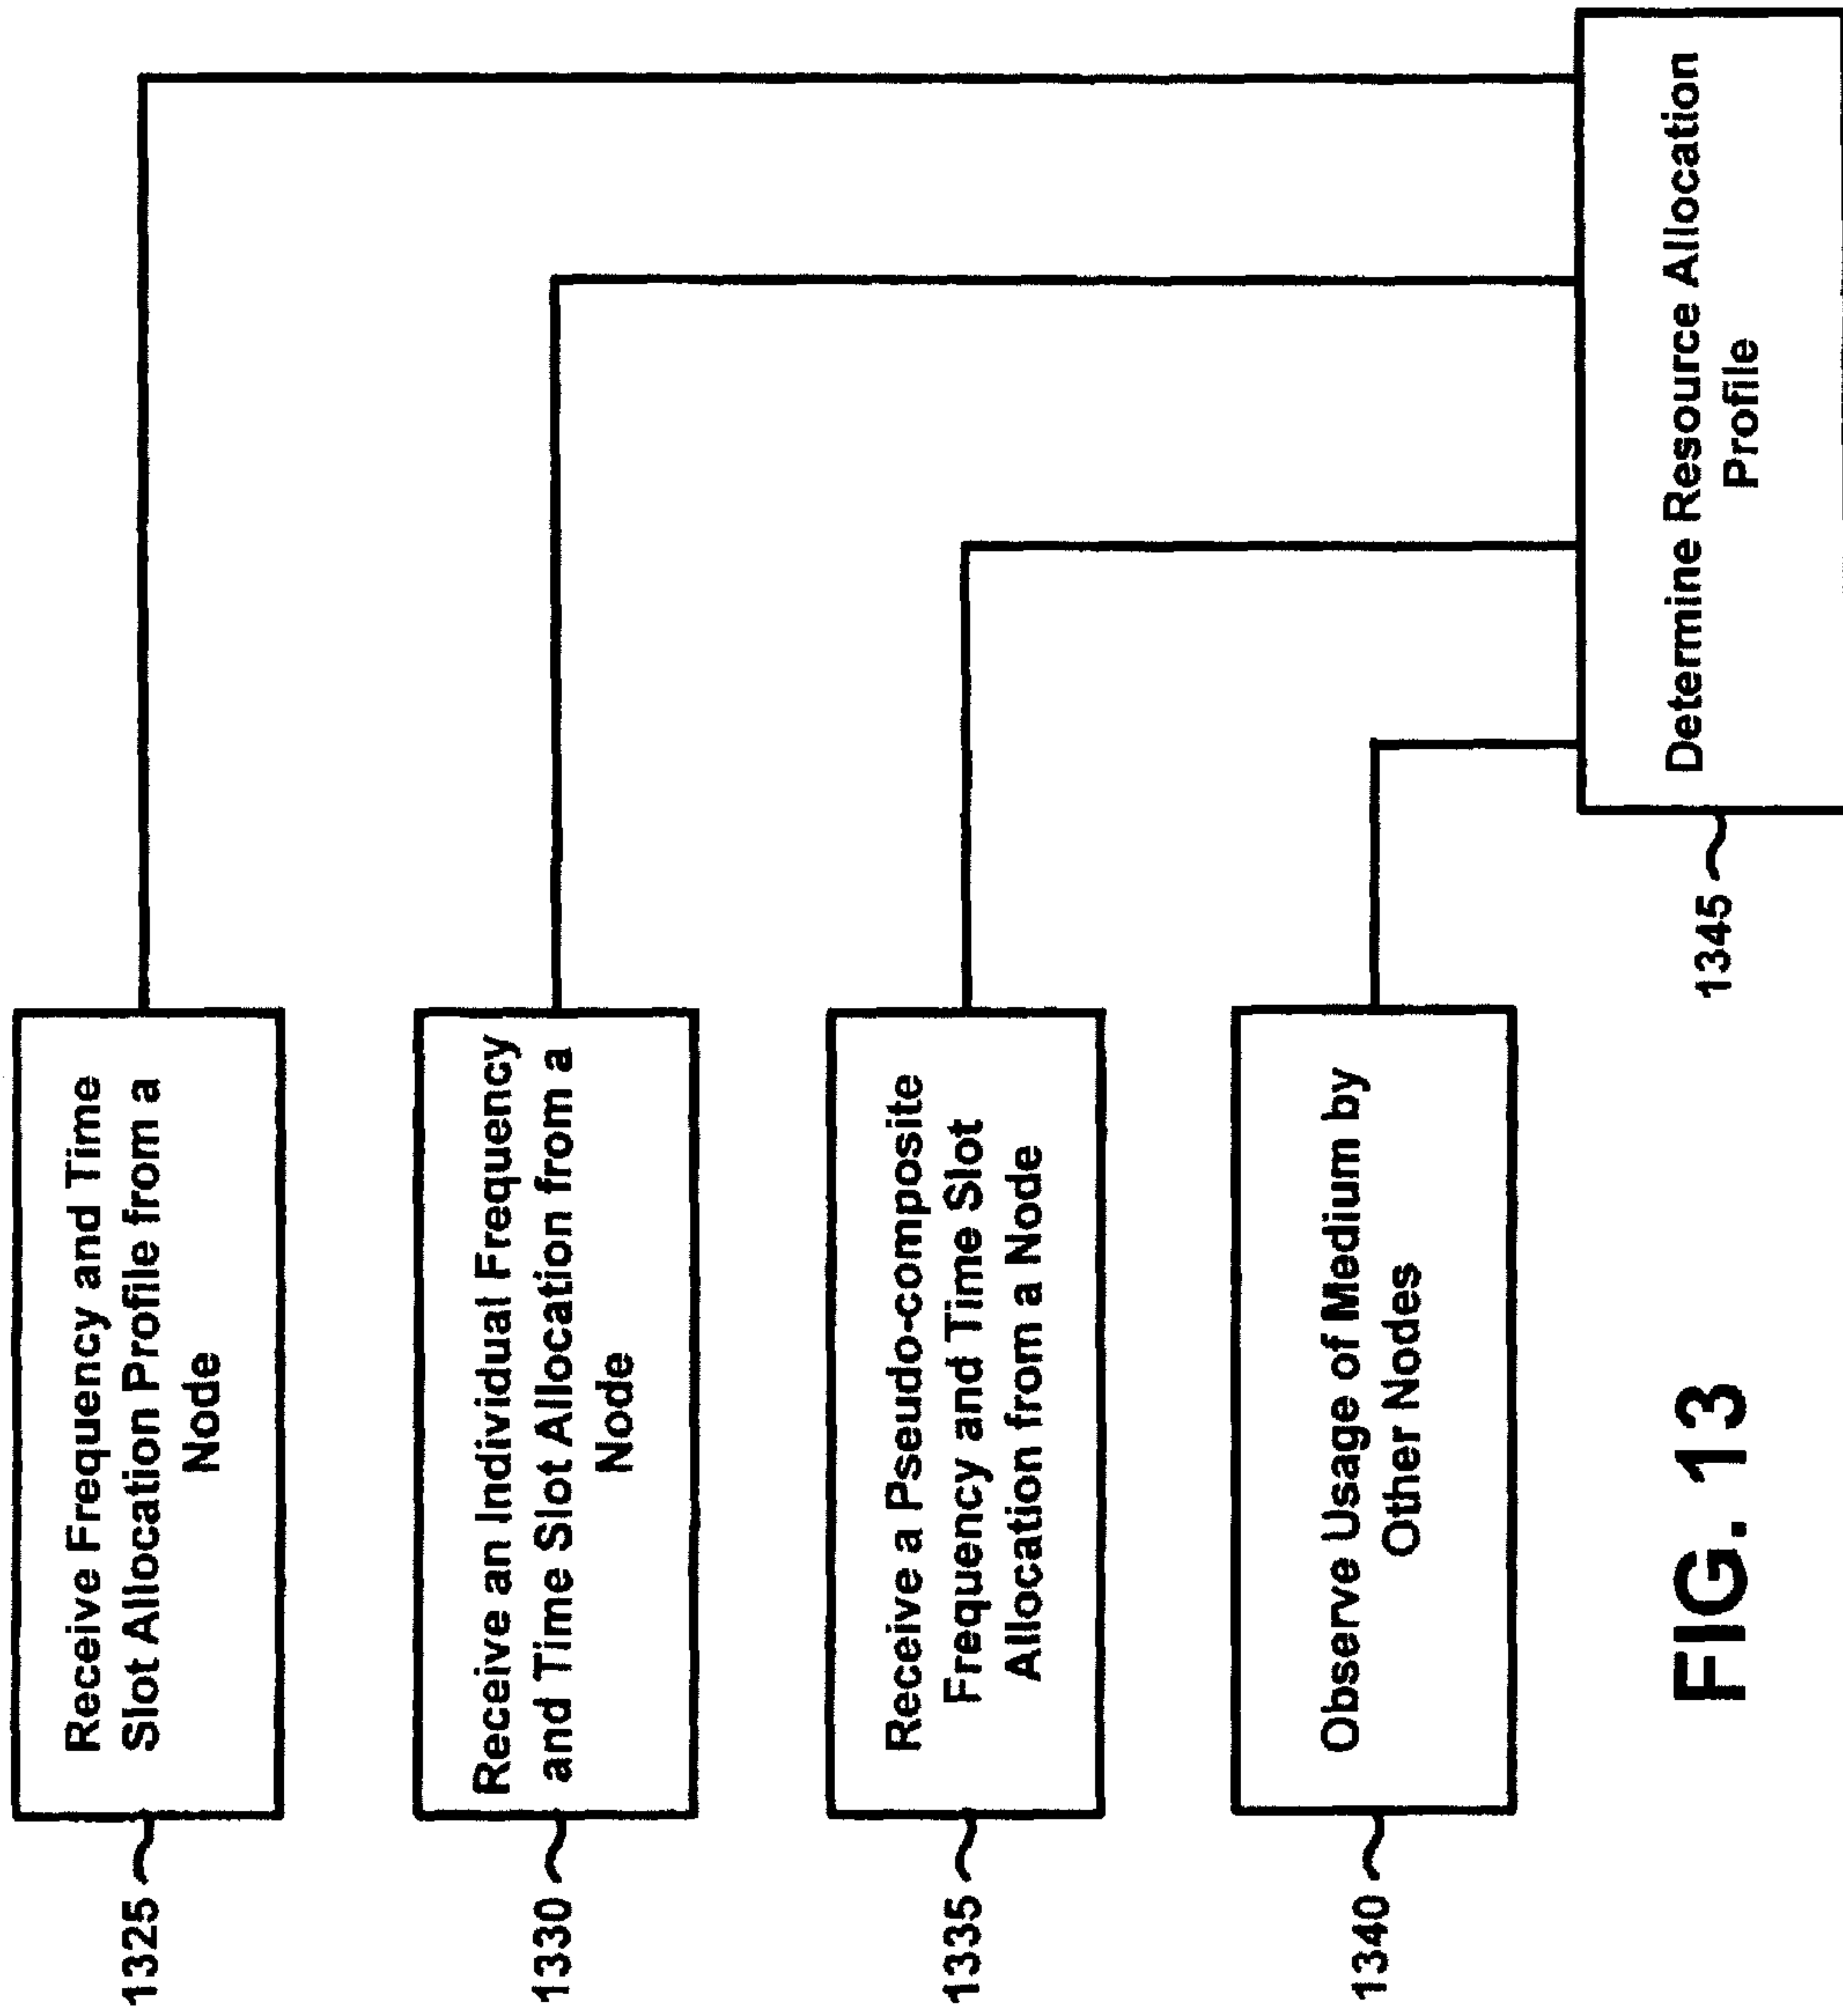 1325
Receive Frequency and Time
Slot Allocation Profile from a
Node
1330
Receive an Individual Frequency
and Time Slot Allocation from a
Node
1335
Receive a Pseudo-composite
Frequency and Time Slot
Allocation from a Node
1340
Observe Usage of Medium by
Other Nodes
1345
Determine Resource Allocation
Profile
FIG. 13